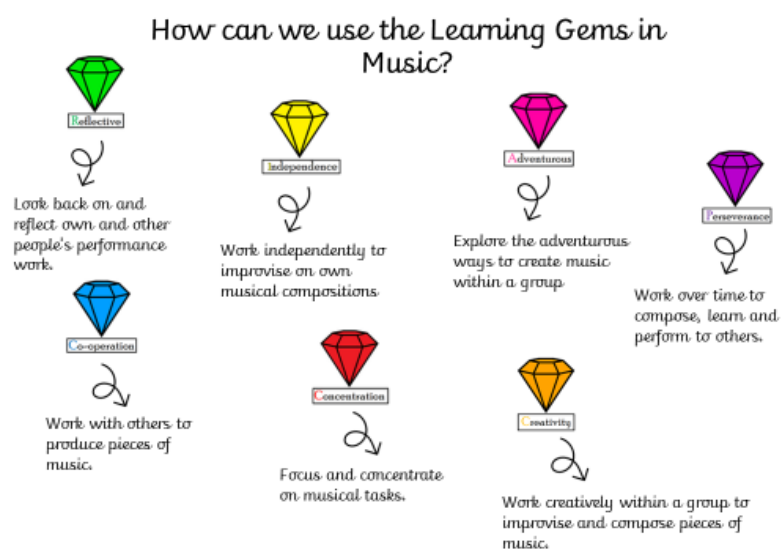 How can we use the Learning Gems in
Music?
Reflective
Look back on and
reflect own and other
people's performance
work.
Independence
Work independently to
improvise on own
musical compositions
Adventurous
Explore the adventurous
ways to create music
within a group
Perseverance
Work over time to
compose, learn and
perform to others.
Co-operation
Work with others to
produce pieces of
music.
Concentration
Focus and concentrate
on musical tasks.
Creativity
Work creatively within a group to
improvise and compose pieces of
music.